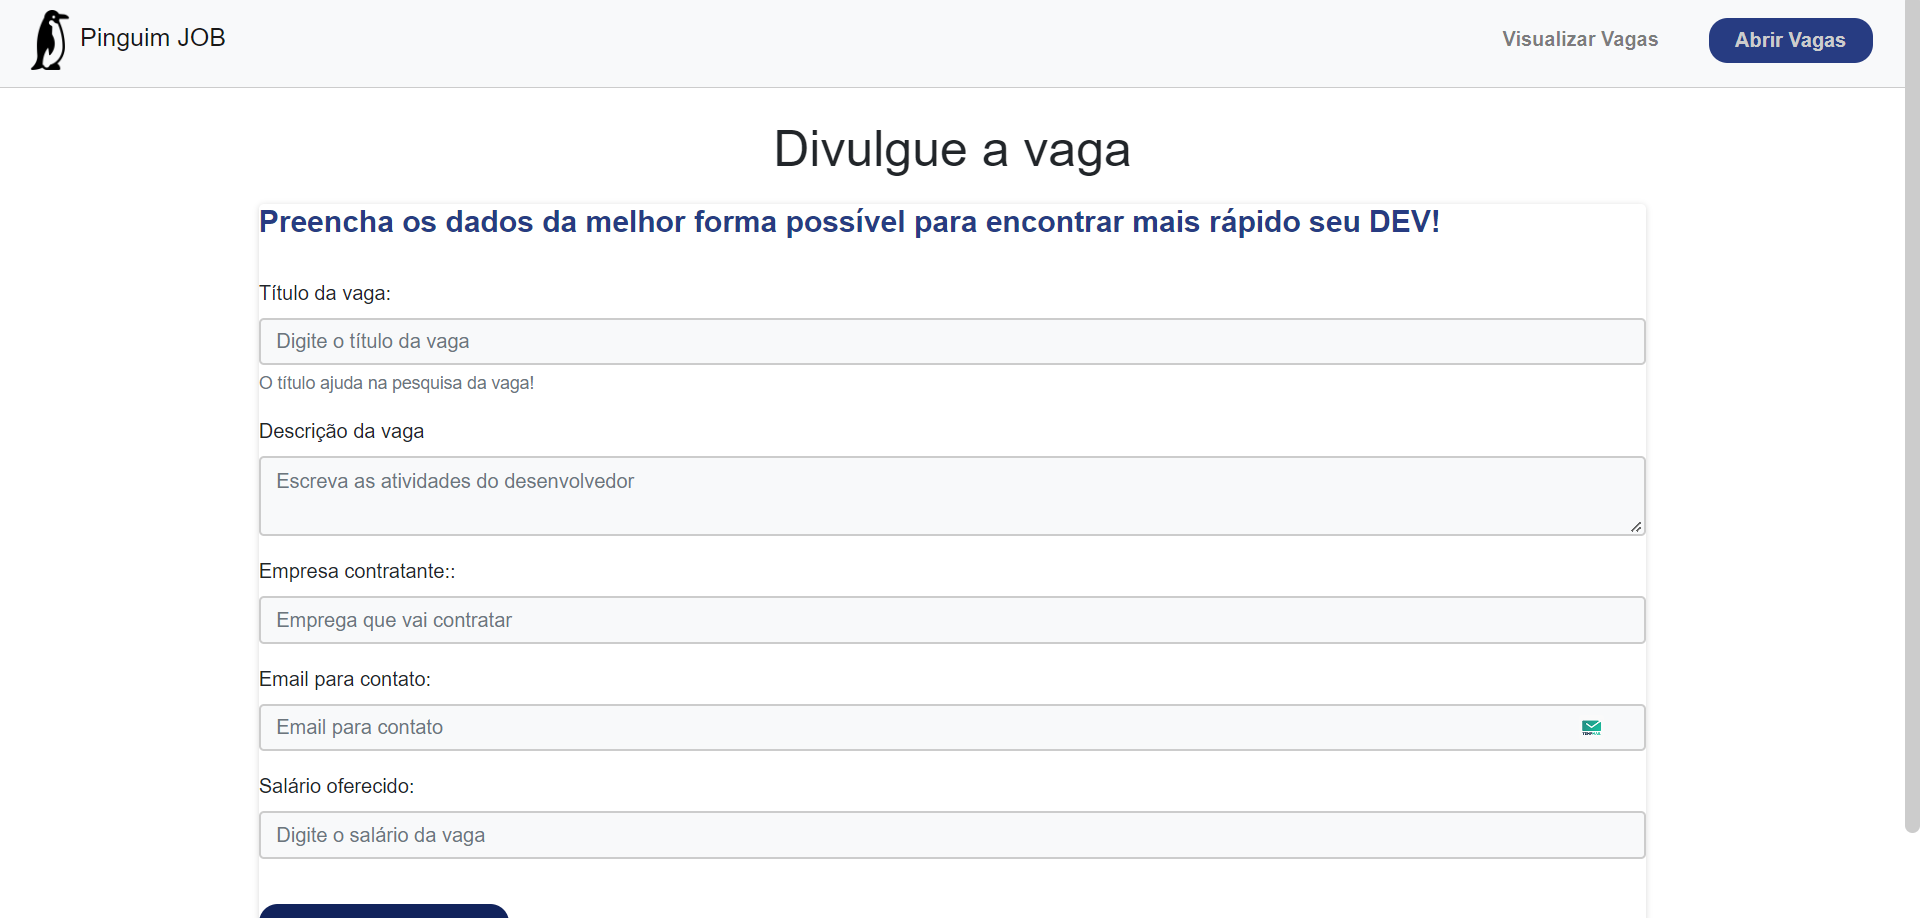 Pinguim JOB
Visualizar Vagas
Abrir Vagas
Divulgue a vaga
Preencha os dados da melhor forma possível para encontrar mais rápido seu DEV!
Título da vaga:
Digite o título da vaga
O título ajuda na pesquisa da vaga!
Descrição da vaga
Escreva as atividades do desenvolvedor
Empresa contratante::
Emprega que vai contratar
Email para contato:
Email para contato
Salário oferecido:
Digite o salário da vaga